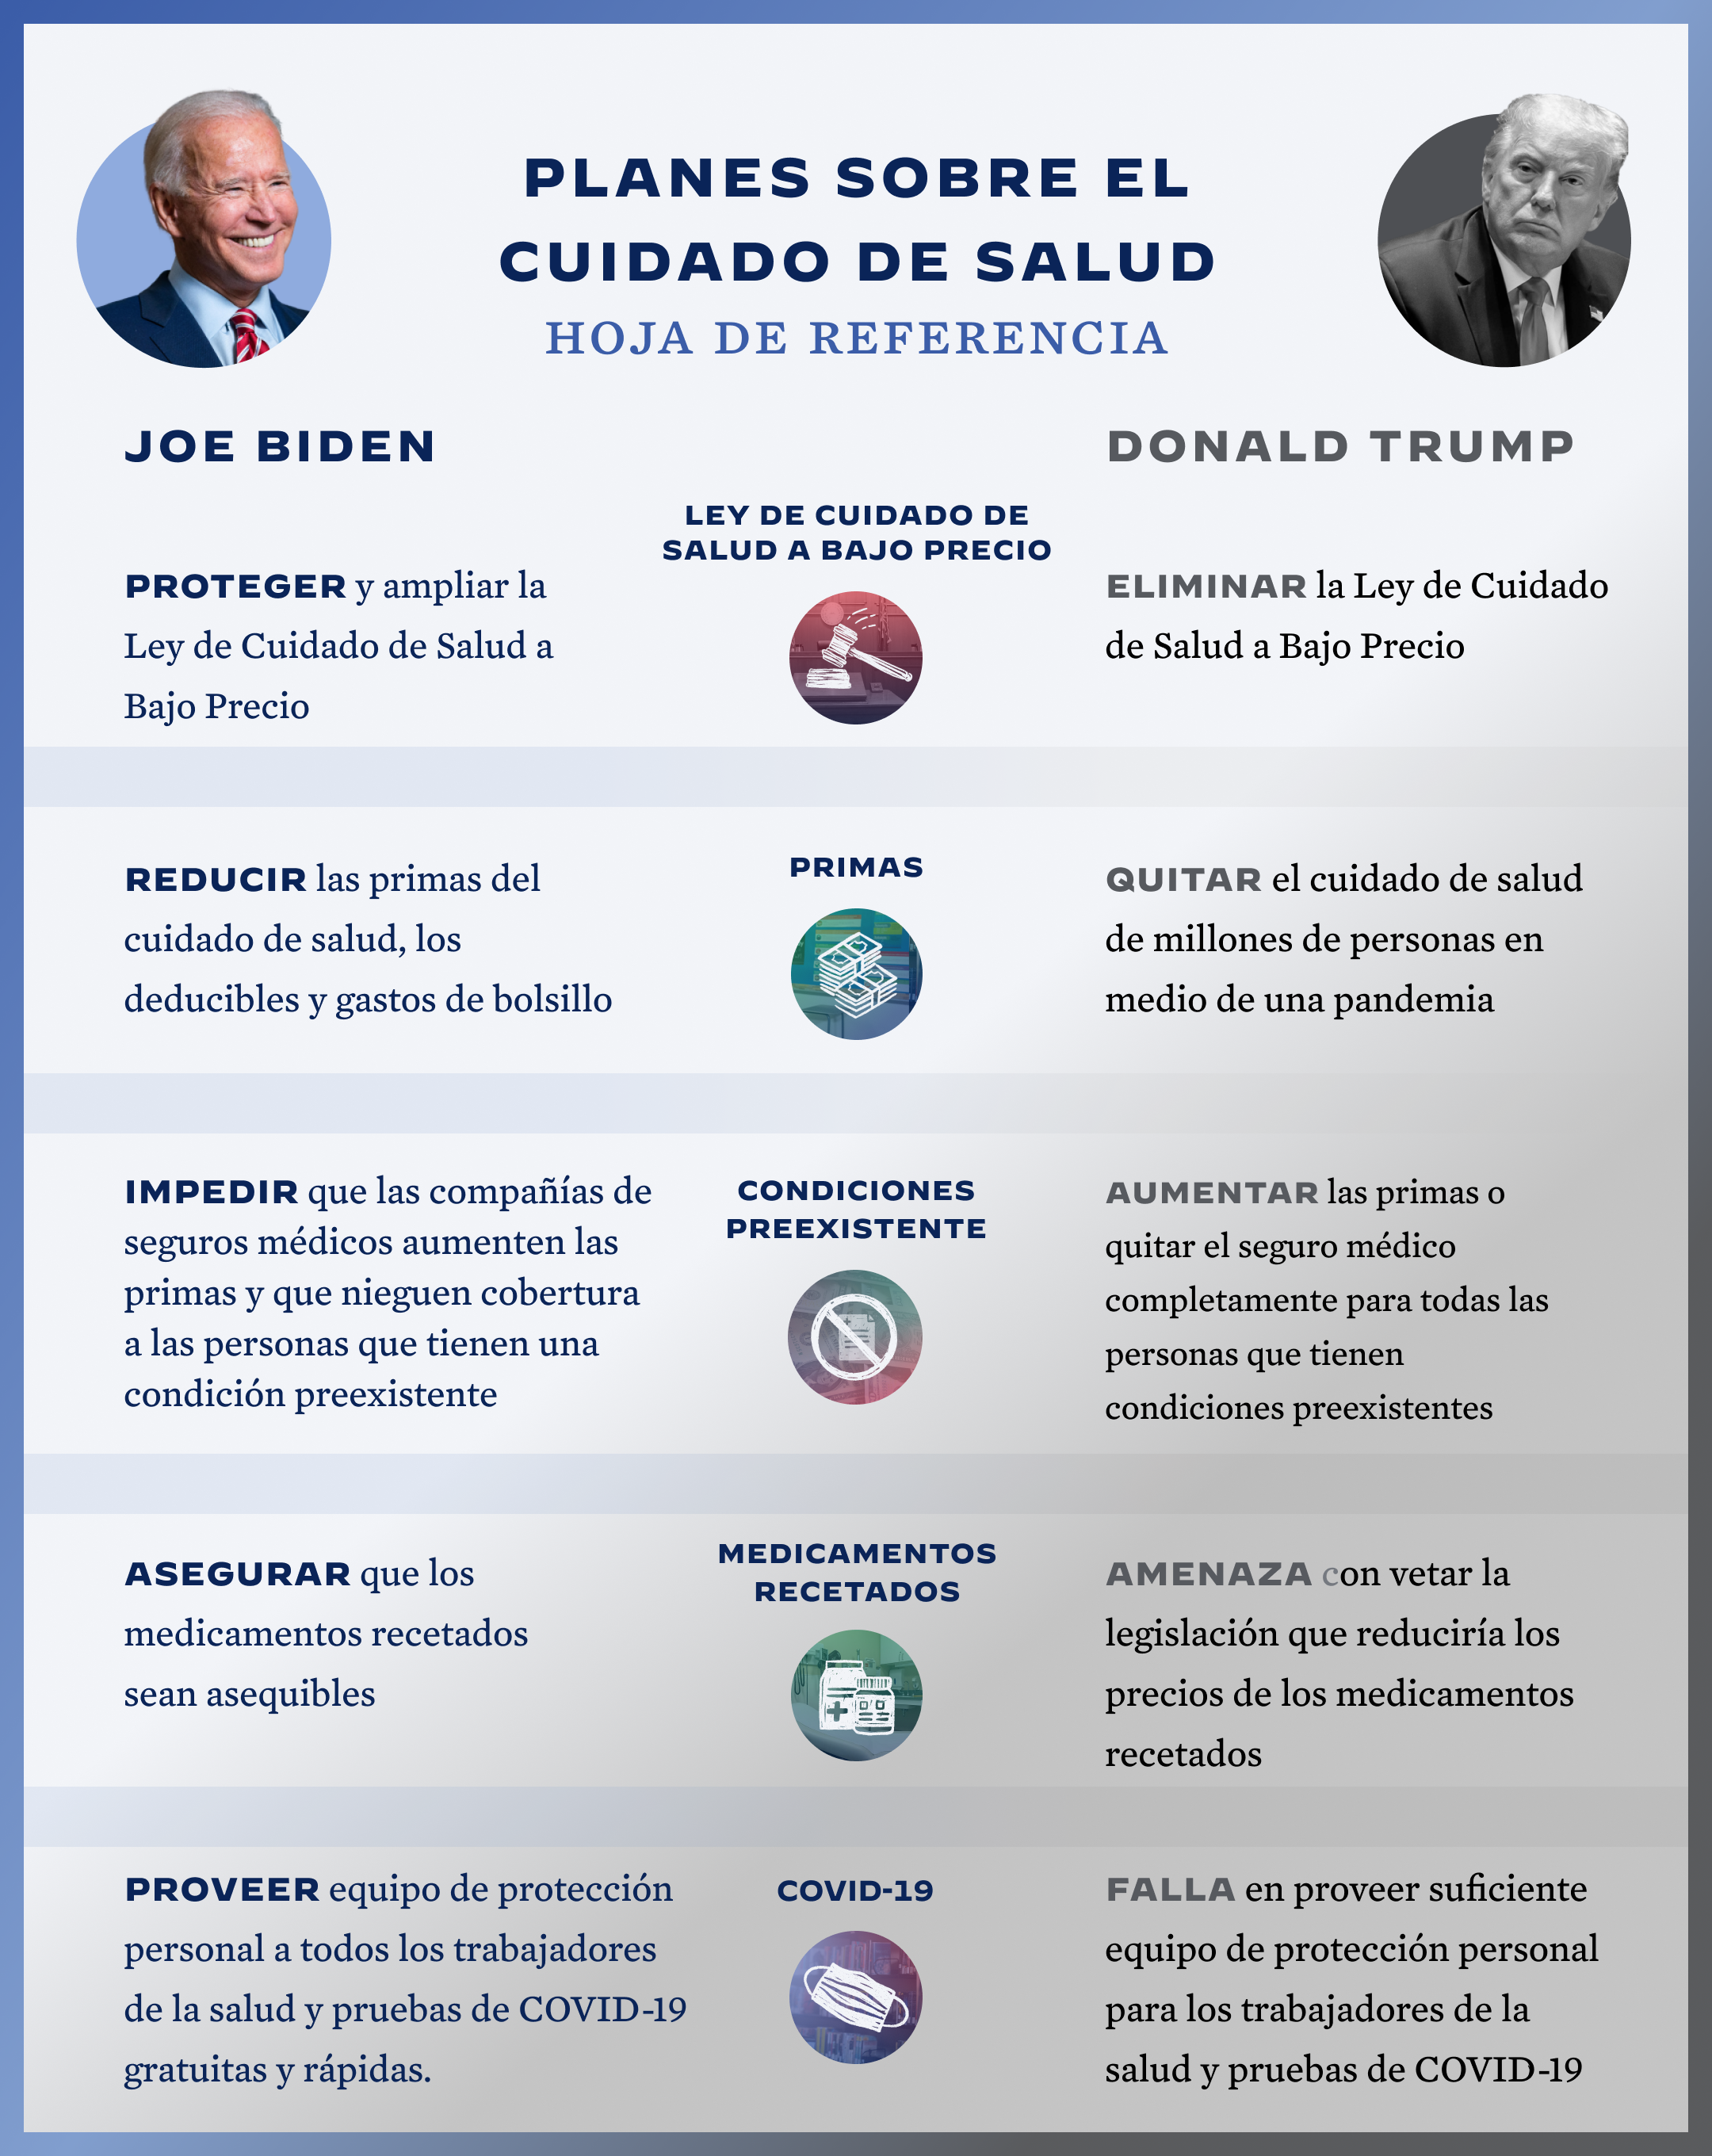 PLANES SOBRE EL
CUIDADO DE SALUD
HOJA DE REFERENCIA
JOE BIDEN
DONALD TRUMP
LEY DE CUIDADO DE
SALUD A BAJO PRECIO
PROTEGER y ampliar la
Ley de Cuidado de Salud a
Bajo Precio
ELIMINAR la Ley de Cuidado
de Salud a Bajo Precio
PRIMAS
REDUCIR las primas del
cuidado de salud, los
deducibles y gastos de bolsillo
QUITAR el cuidado de salud
de millones de personas en
medio de una pandemia
CONDICIONES
PREEXISTENTE
IMPEDIR que las compañías de
seguros médicos aumenten las
primas y que nieguen cobertura
a las personas que tienen una
condición preexistente
AUMENTAR las primas o
quitar el seguro médico
completamente para todas las
personas que tienen
condiciones preexistentes
MEDICAMENTOS
RECETADOS
ASEGURAR que los
medicamentos recetados
sean asequibles
AMENAZA con vetar la
legislación que reduciría los
precios de los medicamentos
recetados
COVID-19
PROVEER equipo de protección
personal a todos los trabajadores
de la salud y pruebas de COVID-19
gratuitas y rápidas.
FALLA en proveer suficiente
equipo de protección personal
para los trabajadores de la
salud y pruebas de COVID-19